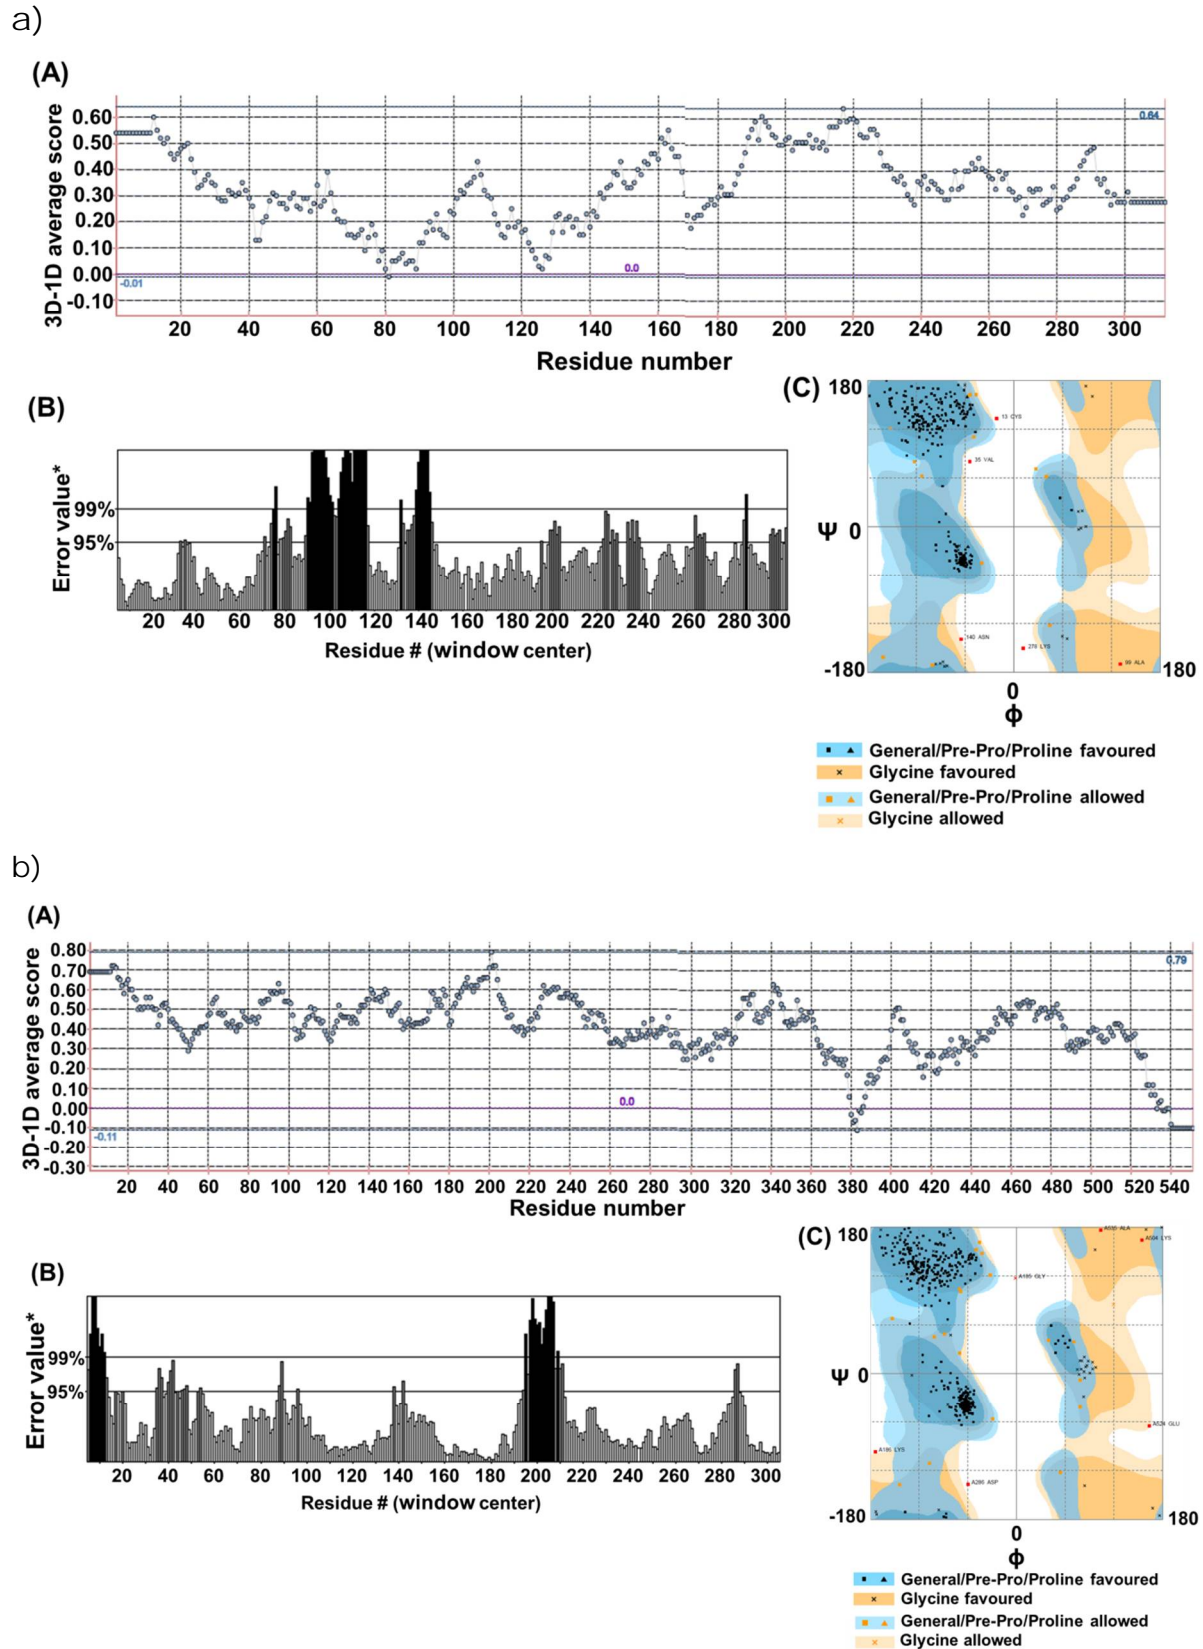 a)
(A)
3D-1D average score
0.60
0.50
0.40
0.30
0.20
0.10
0.00
-0.10
0.64
0.0
-0.01
20 40 60 80 100 120 140 160 180 200 220 240 260 280 300
Residue number
(B)
Error value*
99%
95%
20 40 60 80 100 120 140 160 180 200 220 240 260 280 300
Residue # (window center)
(C)
180
Ψ 0
-180
13 CYS
35 VAL
140 ASN
278 LYS
99 ALA
0
180
ϕ
General/Pre-Pro/Proline favoured
Glycine favoured
General/Pre-Pro/Proline allowed
Glycine allowed
b)
(A)
3D-1D average score
0.80
0.70
0.60
0.50
0.40
0.30
0.20
0.10
0.00
-0.10
-0.20
-0.30
0.79
0.0
-0.11
20 40 60 80 100 120 140 160 180 200 220 240 260 280 300 320 340 360 380 400 420 440 460 480 500 520 540
Residue number
(B)
Error value*
99%
95%
20 40 60 80 100 120 140 160 180 200 220 240 260 280 300
Residue # (window center)
(C)
180
Ψ 0
-180
A504 LYS
A524 GLU
A186 LYS
0
180
ϕ
General/Pre-Pro/Proline favoured
Glycine favoured
General/Pre-Pro/Proline allowed
Glycine allowed